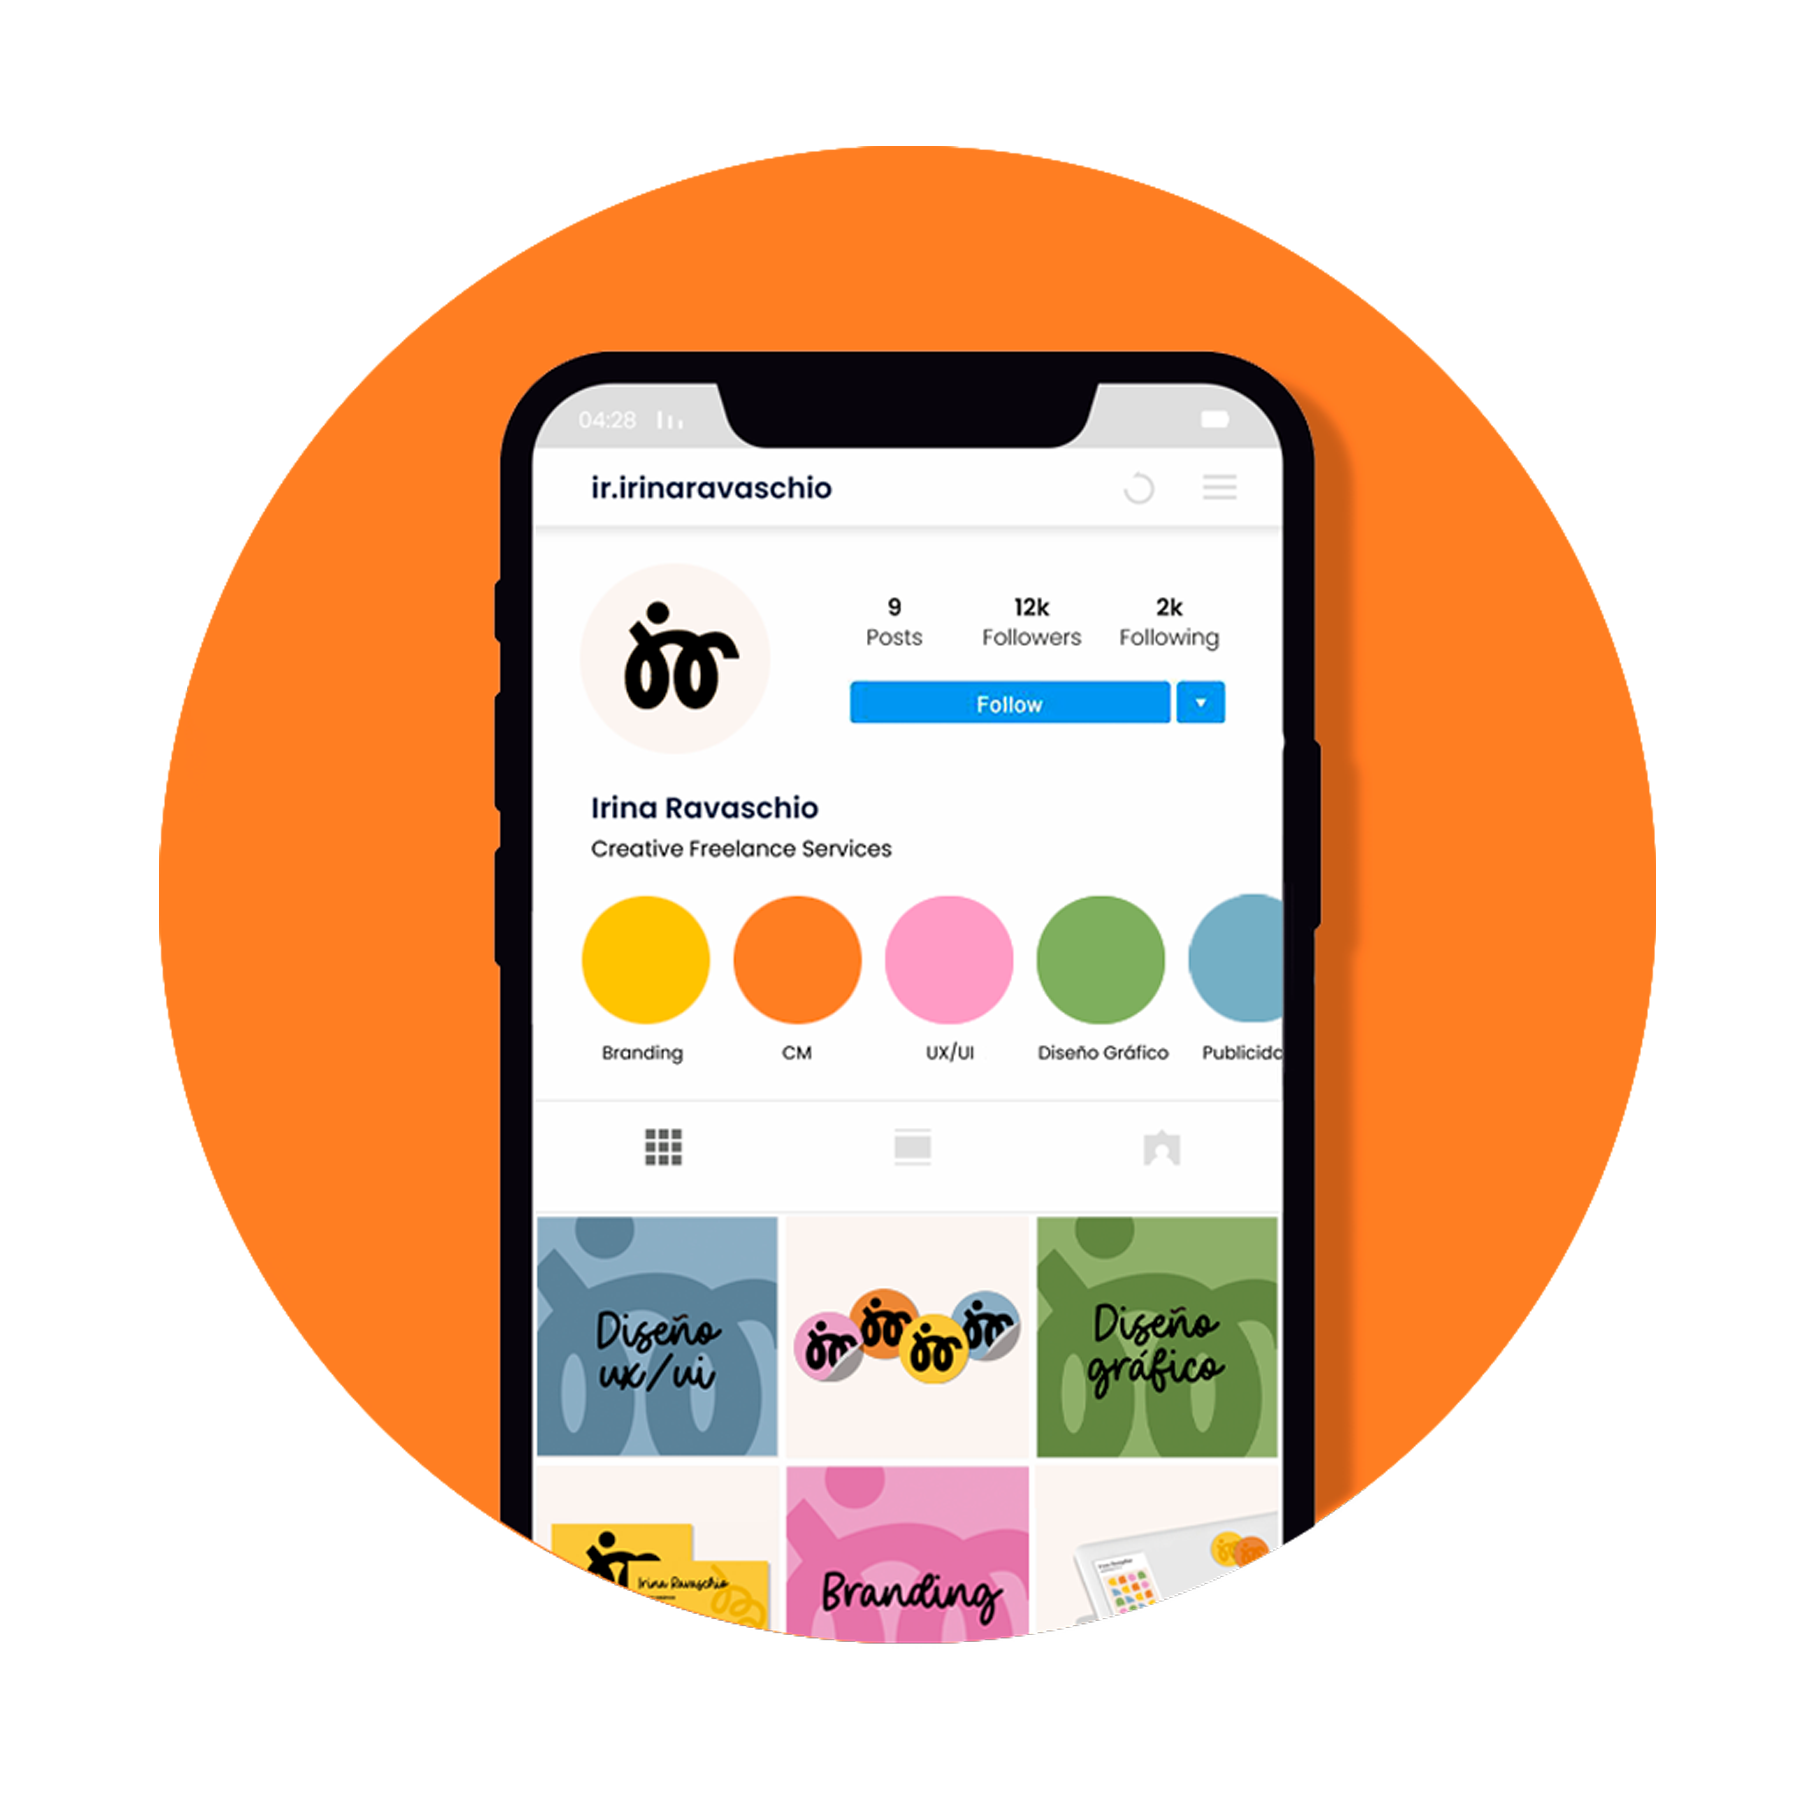 04:28
ir.irinaravaschio
9 12k 2k
Posts Followers Following
Follow
Irina Ravaschio
Creative Freelance Services
Branding CM UX/UI Diseño Gráfico Publicida
Diseño
ux/ui
Diseño
gráfico
Irina Ravaschio
Branding